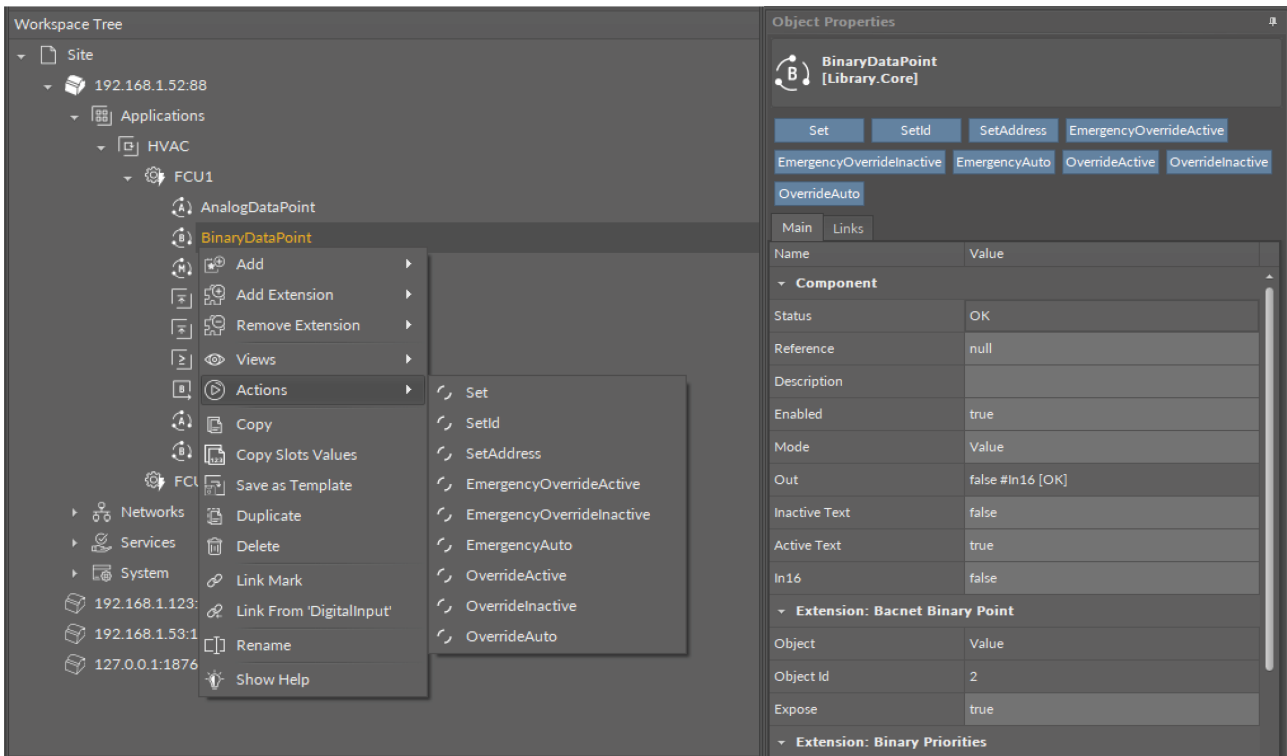 Workspace Tree
Site
192.168.1.52:88
Applications
HVAC
FCU1
AnalogDataPoint
BinaryDataPoint
Add
Add Extension
Remove Extension
Views
Actions
Copy
Copy Slots Values
Save as Template
Duplicate
Delete
Link Mark
Link From 'DigitalInput'
Rename
Show Help
Set
SetId
SetAddress
EmergencyOverrideActive
EmergencyOverrideInactive
EmergencyAuto
OverrideActive
OverrideInactive
OverrideAuto
FCU
Networks
Services
System
192.168.1.123:
192.168.1.53:1
127.0.0.1:1876
Object Properties
BinaryDataPoint
[Library.Core]
Set SetId SetAddress EmergencyOverrideActive
EmergencyOverrideInactive EmergencyAuto OverrideActive OverrideInactive
OverrideAuto
Main Links
Name Value
Component
Status OK
Reference null
Description
Enabled true
Mode Value
Out false #In16 [OK]
Inactive Text false
Active Text true
In16 false
Extension: Bacnet Binary Point
Object Value
Object Id 2
Expose true
Extension: Binary Priorities